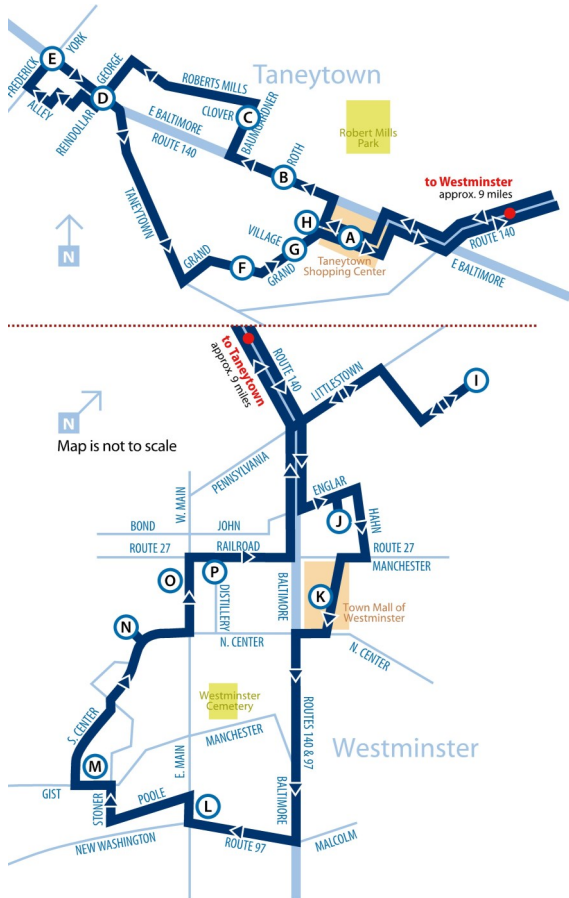 YORK
FREDERICK
E
GEORGE
ROBERTS MILLS
Taneytown
D
ALLEY
REINDOLLAR
CLOVER
C
BAUMGARDNER
E BALTIMORE
ROUTE 140
Robert Mills
Park
ROTH
B
TANEYTOWN
to Westminster
approx. 9 miles
H
VILLAGE
A
G
ROUTE 140
N
GRAND
F
GRAND
Taneytown
Shopping Center
E BALTIMORE
to Taneytown
approx. 9 miles
ROUTE 140
LITTLESTOWN
I
N
Map is not to scale
PENNSYLVANIA
W. MAIN
ENGLAR
J
HAHN
BOND
JOHN
ROUTE 27
RAILROAD
ROUTE 27
MANCHESTER
O
P
DISTILLERY
BALTIMORE
K
Town Mall of
Westminster
N
N. CENTER
N. CENTER
Westminster
Cemetery
S. CENTER
MANCHESTER
ROUTES 140 & 97
Westminster
E. MAIN
M
GIST
STONER
POOLE
L
BALTIMORE
NEW WASHINGTON
ROUTE 97
MALCOLM